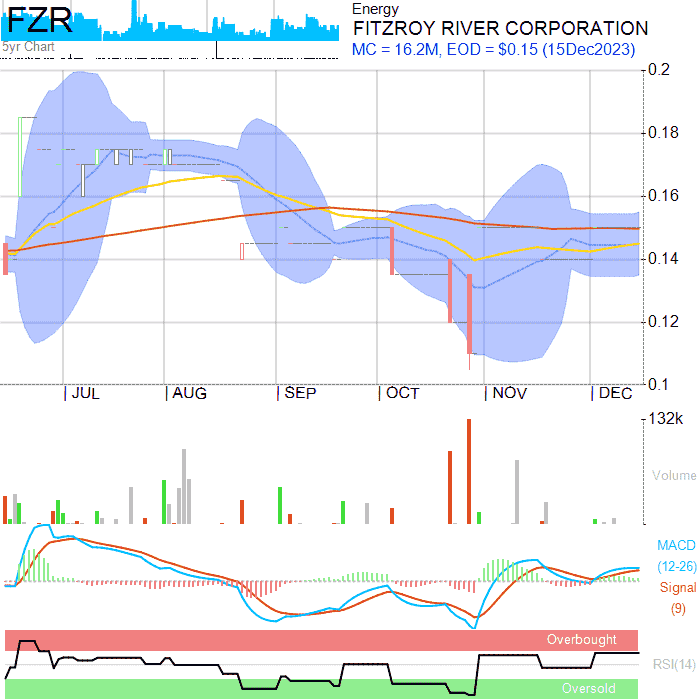 FZR
Energy
FITZROY RIVER CORPORATION
5yr Chart
MC = 16.2M, EOD = $0.15 (15Dec2023)
0.2
0.18
0.16
0.14
0.12
0.1
JUL AUG SEP OCT NOV DEC
132k
Volume
MACD
(12-26)
Signal
(9)
Overbought
RSI(14)
Oversold